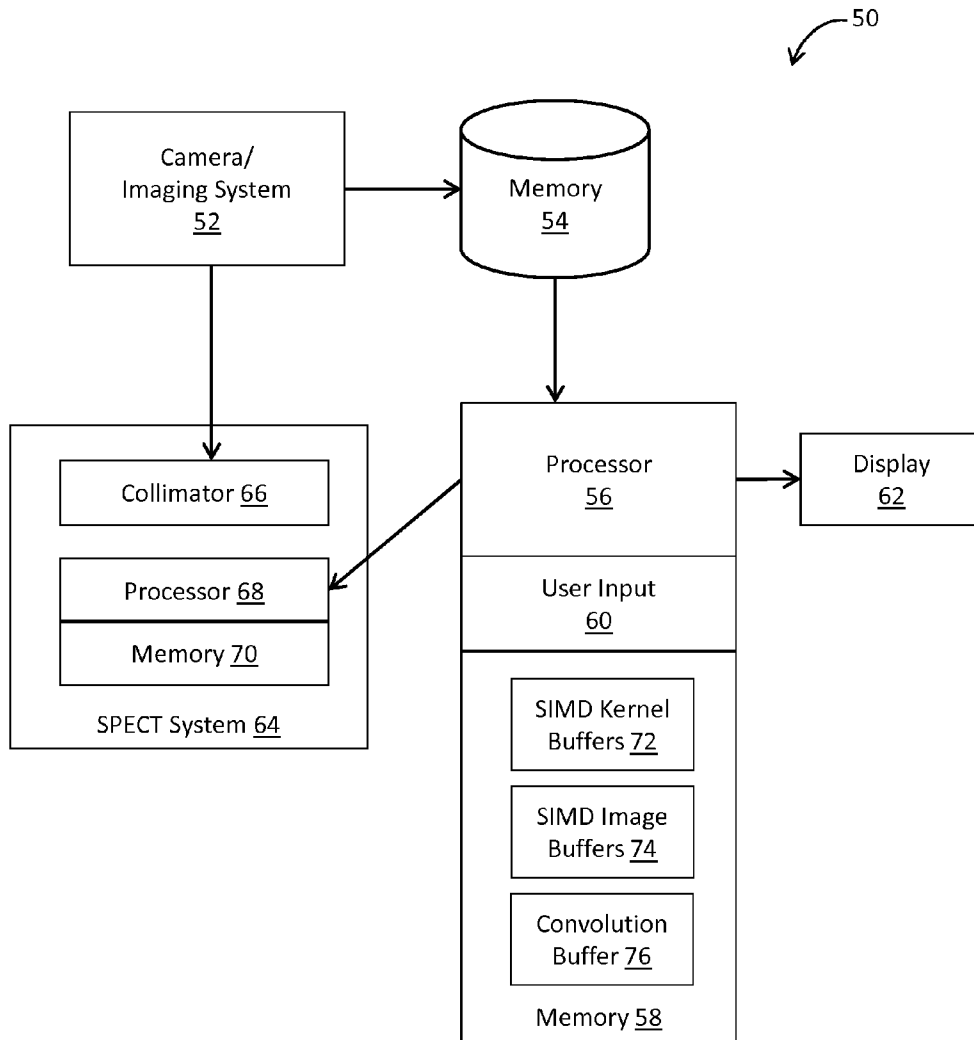 50
Camera/
Imaging System
52
Memory
54
Processor
56
Display
62
Collimator 66
Processor 68
Memory 70
SPECT System 64
User Input
60
SIMD Kernel
Buffers 72
SIMD Image
Buffers 74
Convolution
Buffer 76
Memory 58